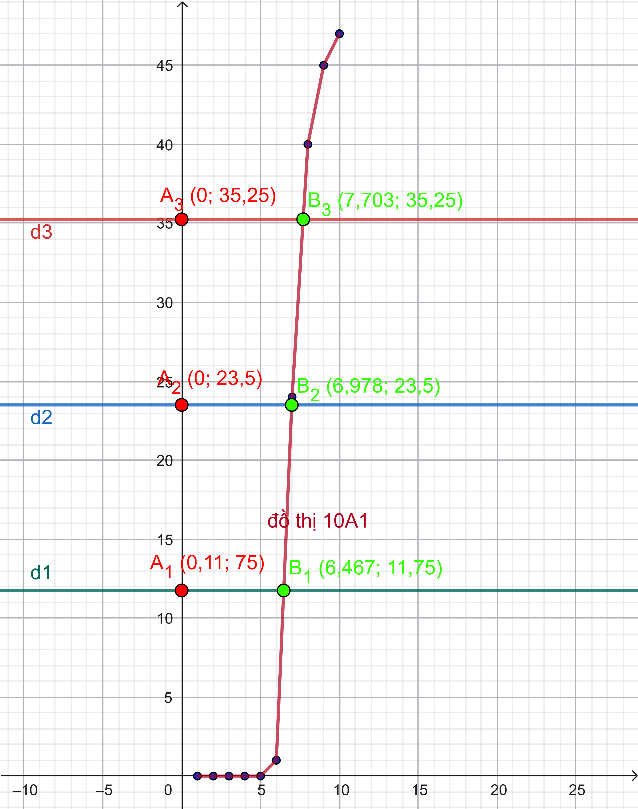 45
40
A3 (0; 35,25)
B3 (7,703; 35,25)
35
d3
30
25
A2 (0; 23,5)
B2 (6,978; 23,5)
d2
20
15
đồ thị 10A1
A1 (0,11; 75)
B1 (6,467; 11,75)
d1
10
5
−10 −5 0 5 10 15 20 25